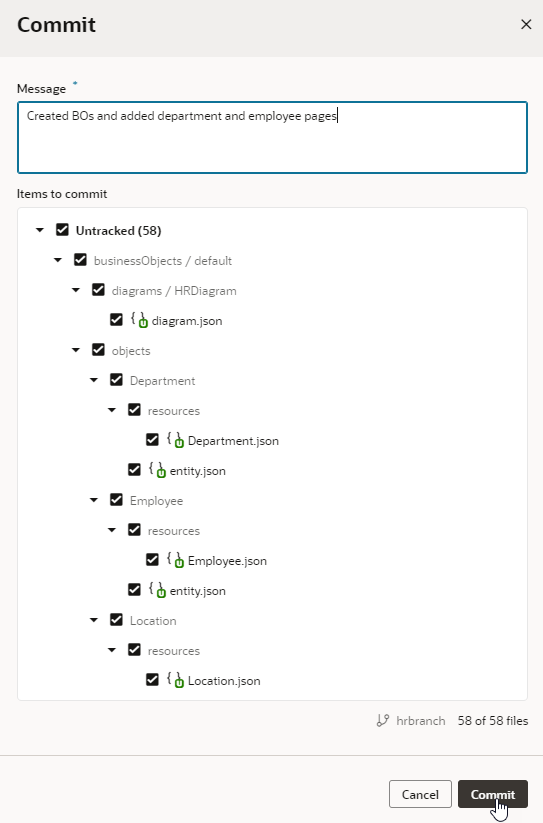 Commit
Message *
Created BOs and added department and employee pages
Items to commit
Untracked (58)
businessObjects / default
diagrams / HRDiagram
{ } U diagram.json
objects
Department
resources
{ } U Department.json
{ } U entity.json
Employee
resources
{ } U Employee.json
{ } U entity.json
Location
resources
{ } U Location.json
hrbranch 58 of 58 files
Cancel Commit